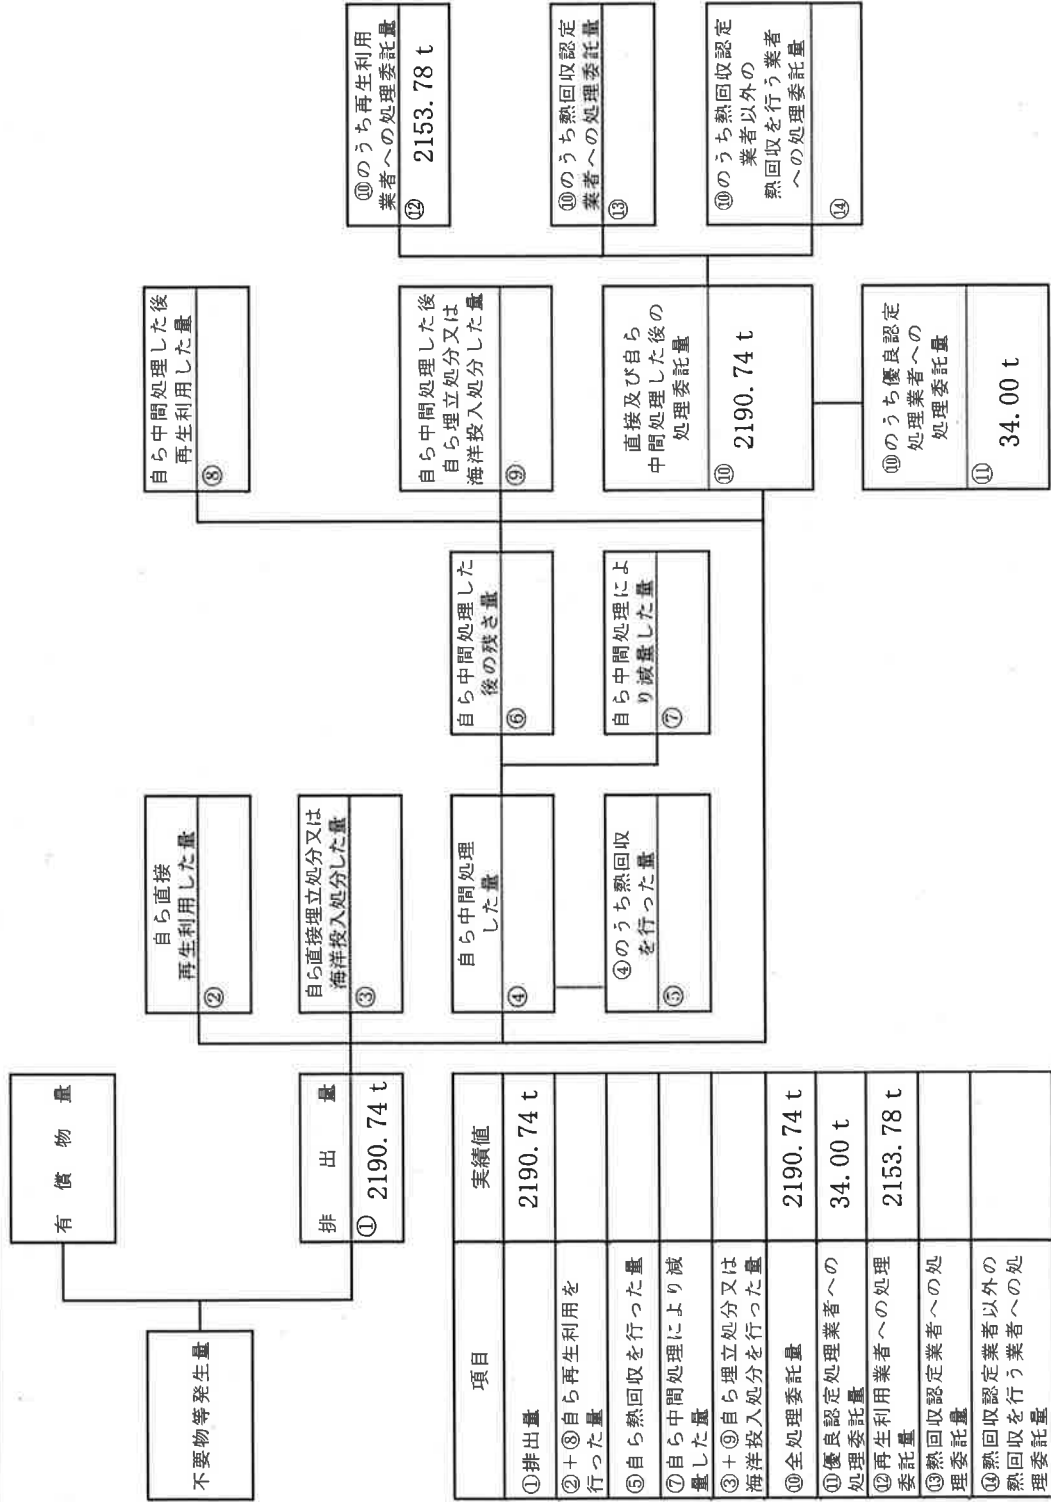 不要物等発生量
有償物量
排出量
① 2190.74 t
自ら直接
再生利用した量
②
自ら直接埋立処分又は
海洋投入処分した量
③
自ら中間処理
した量
④
④のうち熱回収
を行った量
⑤
自ら中間処理した
後の残さ量
⑥
自ら中間処理によ
り減量した量
⑦
自ら中間処理した後
再生利用した量
⑧
自ら中間処理した後
自ら埋立処分又は
海洋投入処分した量
⑨
直接及び自ら
中間処理した後の
処理委託量
⑩ 2190.74 t
⑩のうち優良認定
処理業者への
処理委託量
⑪ 34.00 t
⑩のうち再生利用
業者への処理委託量
⑫ 2153.78 t
⑩のうち熱回収認定
業者への処理委託量
⑬
⑩のうち熱回収認定
業者以外の
熱回収を行う業者
への処理委託量
⑭
項目 実績値
①排出量 2190.74 t
②+⑧自ら再生利用を
行った量
⑤自ら熱回収を行った量
⑦自ら中間処理により減
量した量
③+⑨自ら埋立処分又は
海洋投入処分を行った量
⑩全処理委託量 2190.74 t
⑪優良認定処理業者への
処理委託量 34.00 t
⑫再生利用業者への処理
委託量 2153.78 t
⑬熱回収認定業者への処
理委託量
⑭熱回収認定業者以外の
熱回収を行う業者への処
理委託量